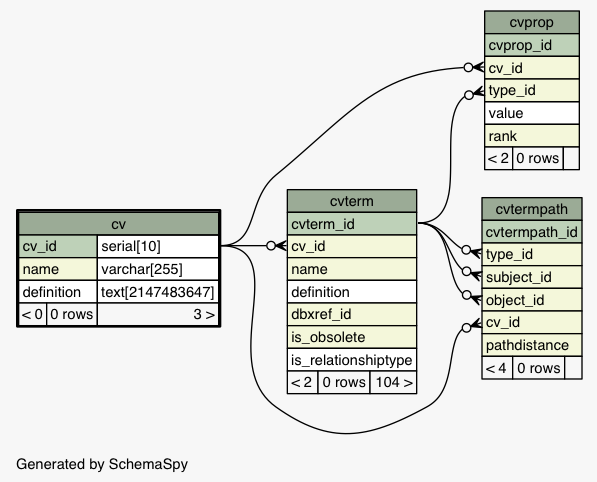 cvprop
cvprop_id
cv_id
type_id
value
rank
< 2 0 rows
cv
cv_id serial[10]
name varchar[255]
definition text[2147483647]
< 0 0 rows 3 >
cvterm
cvterm_id
cv_id
name
definition
dbxref_id
is_obsolete
is_relationshiptype
< 2 0 rows 104 >
cvtermpath
cvtermpath_id
type_id
subject_id
object_id
cv_id
pathdistance
< 4 0 rows
Generated by SchemaSpy